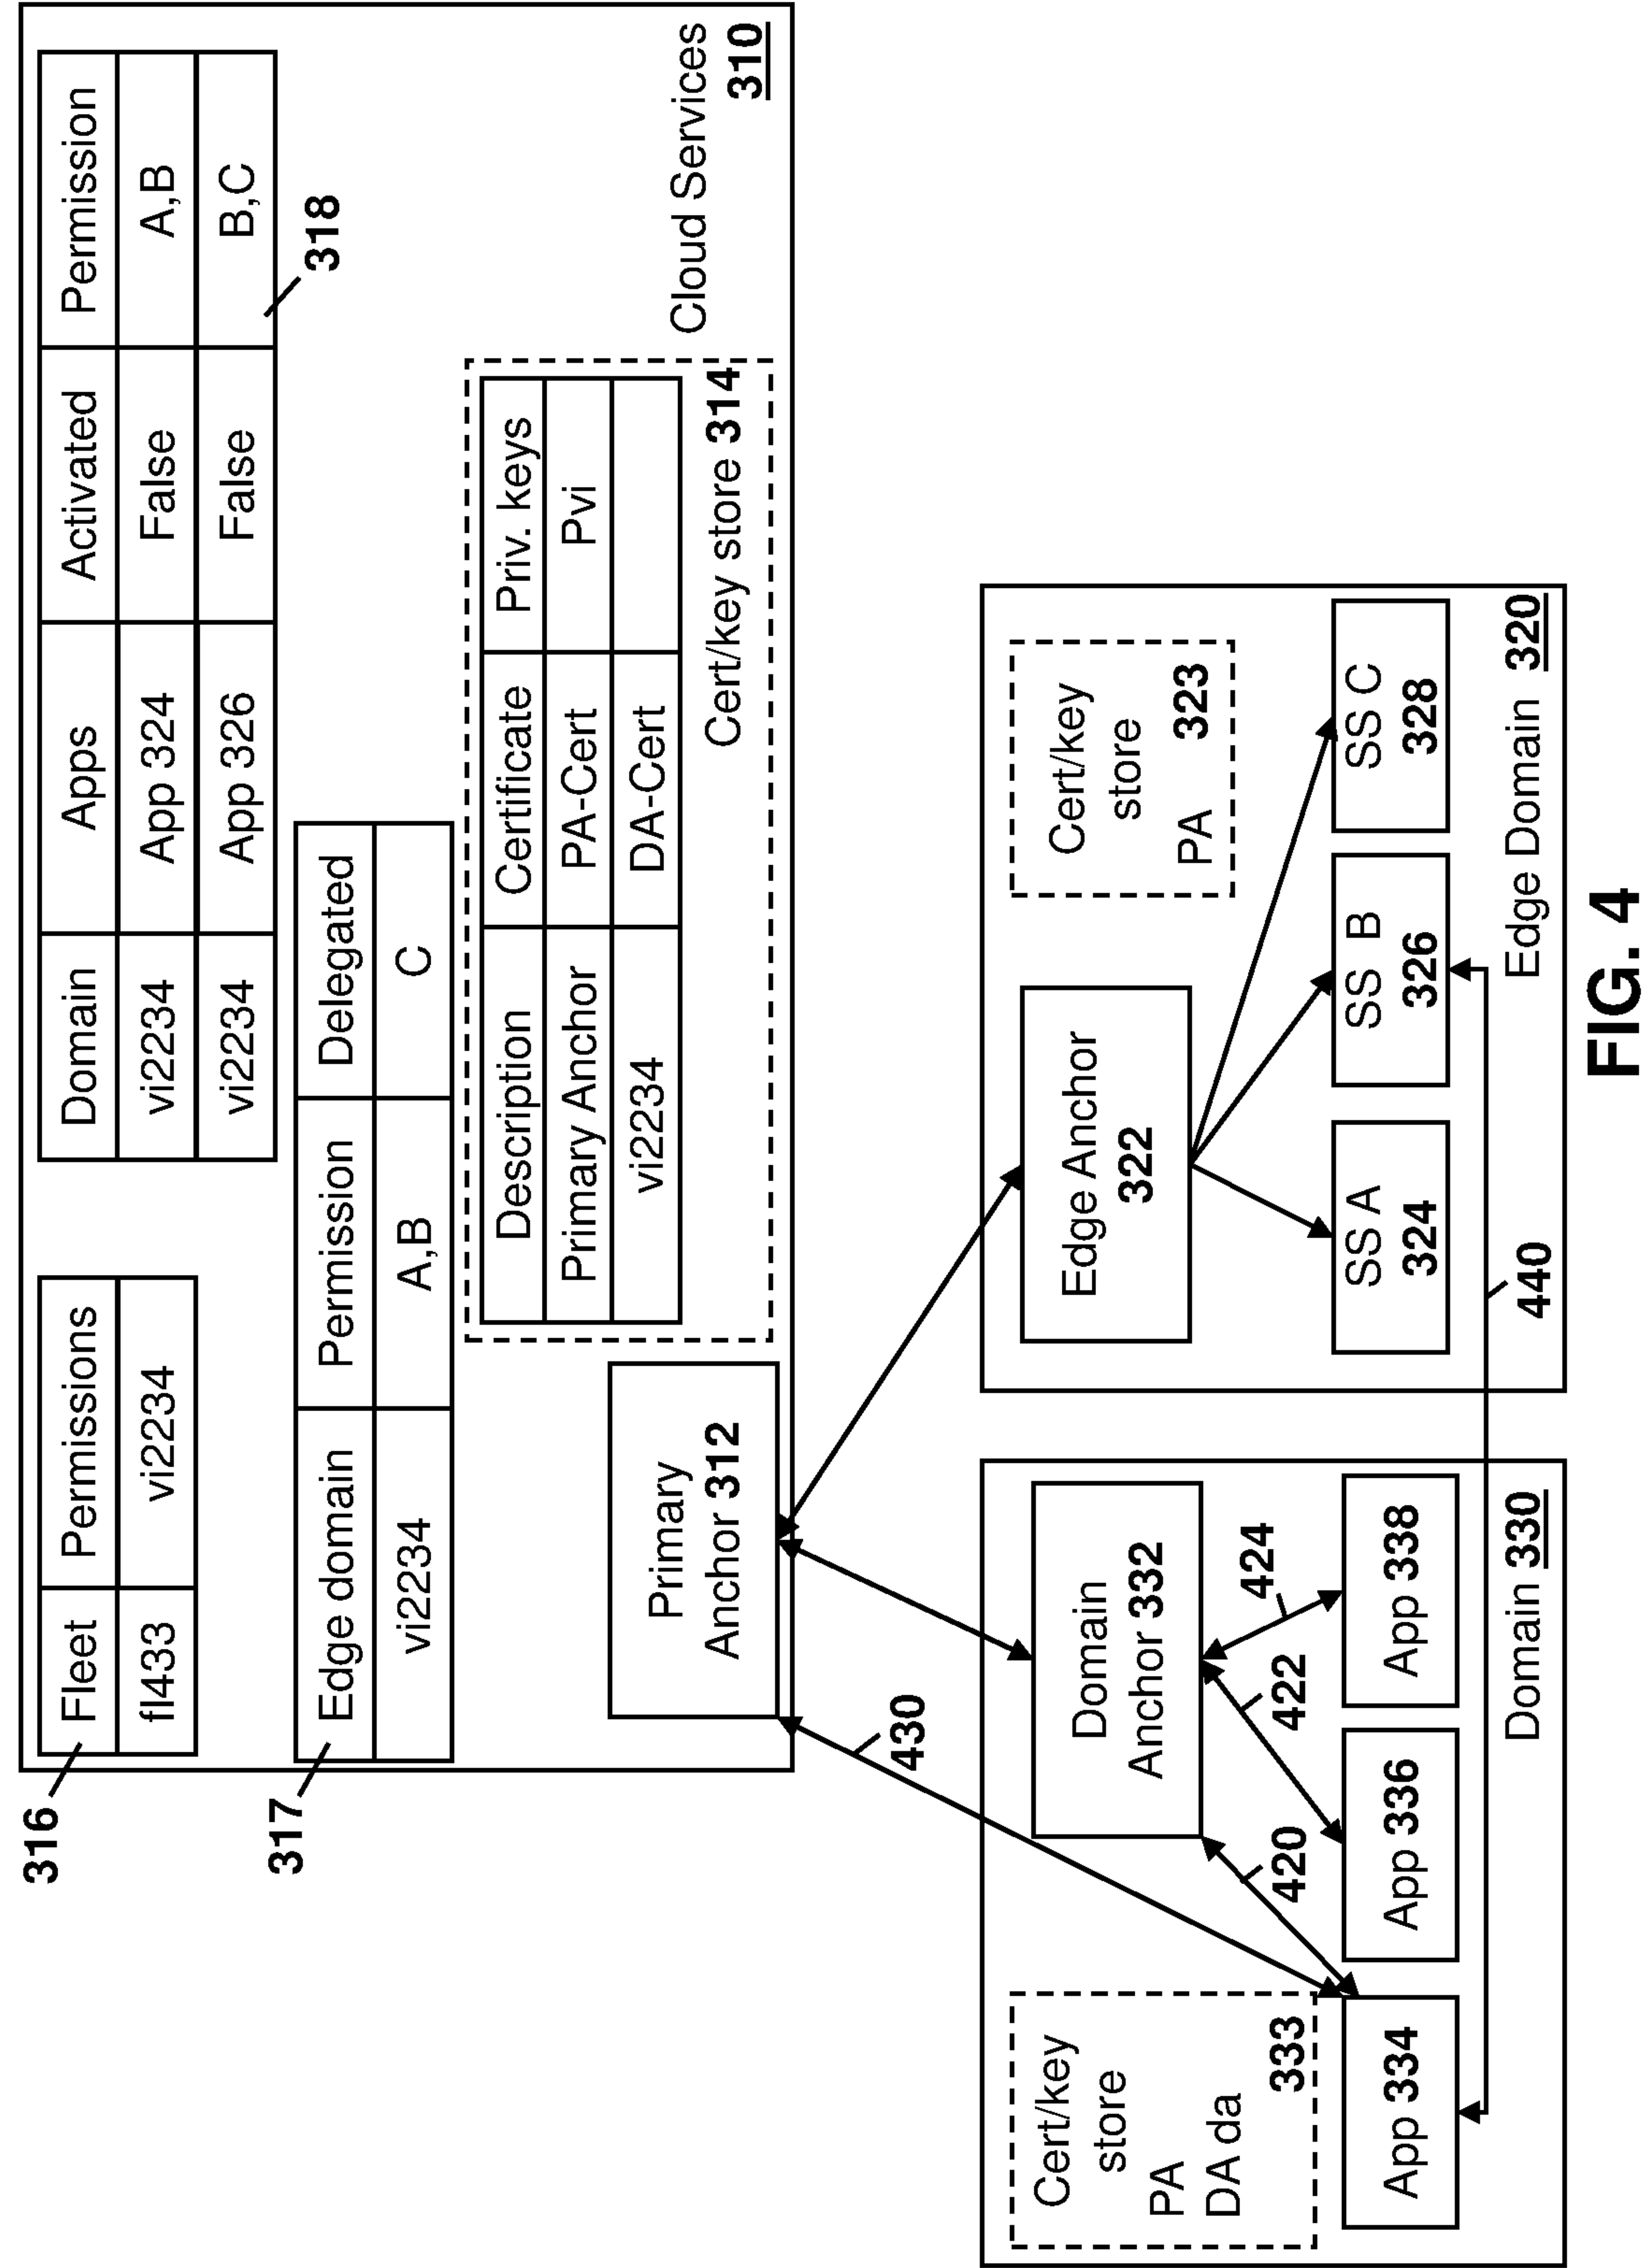 316
Fleet Permissions
fl433 vi2234
Domain Apps Activated Permission
vi2234 App 324 False A,B
vi2234 App 326 False B,C
318
317
Edge domain Permission Delegated
vi2234 A,B C
Description Certificate Priv. keys
Primary Anchor PA-Cert Pvi
vi2234 DA-Cert
Cert/key store 314
Primary
Anchor 312
Cloud Services
310
430
Cert/key
store
PA
DA da
333
Domain
Anchor 332
420
422
424
App 334
App 336
App 338
Domain 330
Edge Anchor
322
Cert/key
store
PA 323
SS A
324
SS B
326
SS C
328
440
Edge Domain 320
FIG. 4